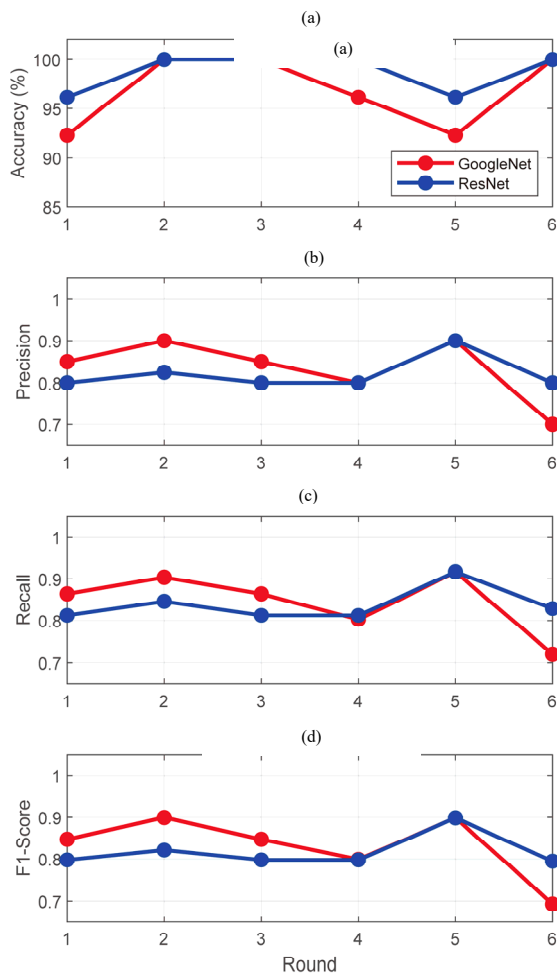 (a)
(a)
Accuracy (%)
100
95
90
85
GoogleNet
ResNet
1 2 3 4 5 6
(b)
Precision
1
0.9
0.8
0.7
1 2 3 4 5 6
(c)
Recall
1
0.9
0.8
0.7
1 2 3 4 5 6
(d)
F1-Score
1
0.9
0.8
0.7
1 2 3 4 5 6
Round